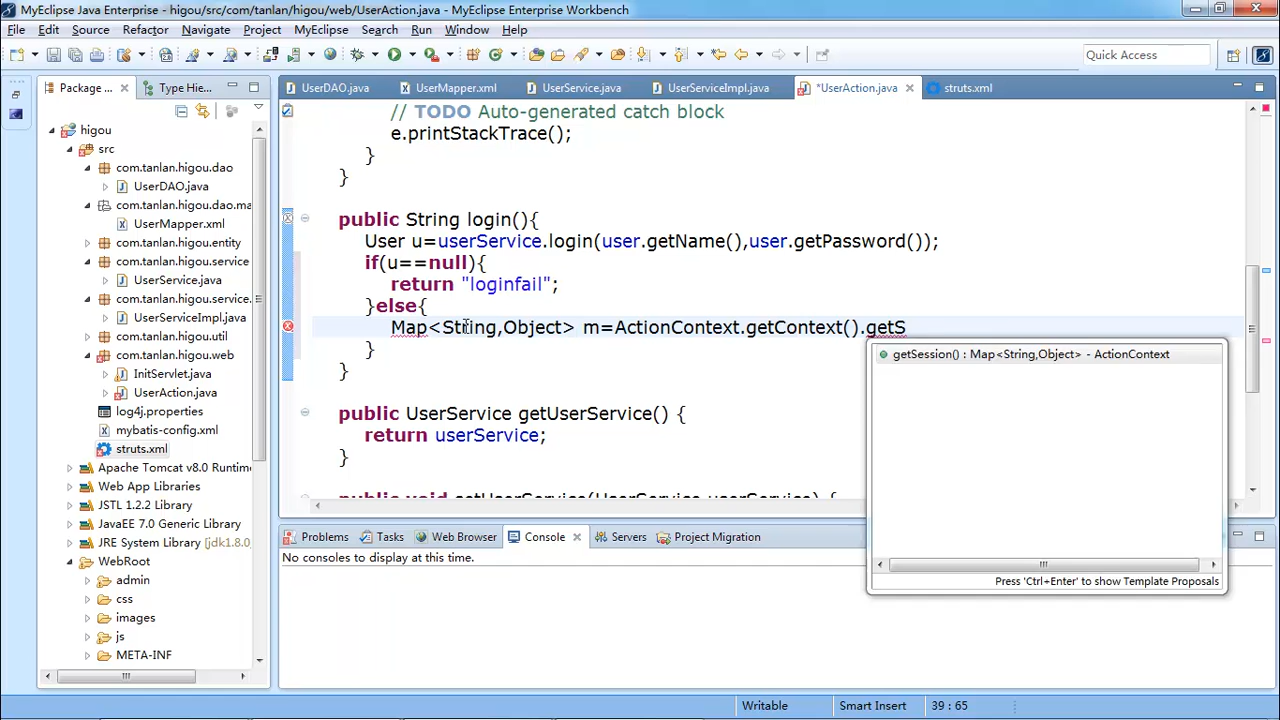 MyEclipse Java Enterprise - higou/src/com/tanlan/higou/web/UserAction.java - MyEclipse Enterprise Workbench
File Edit Source Refactor Navigate Project MyEclipse Search Run Window Help
Quick Access
Package ... Type Hie...
UserDAO.java UserMapper.xml UserService.java UserServiceImpl.java *UserAction.java struts.xml
higou
src
com.tanlan.higou.dao
UserDAO.java
com.tanlan.higou.dao.ma
UserMapper.xml
com.tanlan.higou.entity
com.tanlan.higou.service
UserService.java
com.tanlan.higou.service.
UserServiceImpl.java
com.tanlan.higou.util
com.tanlan.higou.web
InitServlet.java
UserAction.java
log4j.properties
mybatis-config.xml
struts.xml
Apache Tomcat v8.0 Runtime
Web App Libraries
JSTL 1.2.2 Library
JavaEE 7.0 Generic Library
JRE System Library [jdk1.8.0_
WebRoot
admin
css
images
js
META-INF
// TODO Auto-generated catch block
e.printStackTrace();
}
}
public String login(){
User u=userService.login(user.getName(),user.getPassword());
if(u==null){
return "loginfail";
}else{
Map<String,Object> m=ActionContext.getContext().getS
}
}
public UserService getUserService() {
return userService;
}
public void setUserService(UserService userService) {
getSession() : Map<String,Object> - ActionContext
Press 'Ctrl+Enter' to show Template Proposals
Problems Tasks Web Browser Console Servers Project Migration
No consoles to display at this time.
Writable Smart Insert 39 : 65